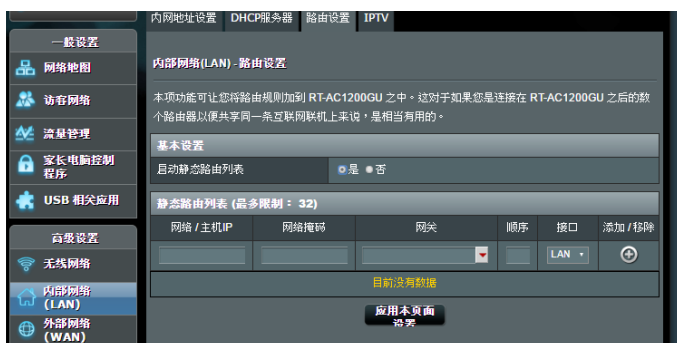 内网地址设置 DHCP服务器 路由设置 IPTV
一般设置
网络地图
访客网络
流量管理
家长电脑控制
程序
USB 相关应用
高级设置
无线网络
内部网络
(LAN)
外部网络
(WAN)
内部网络(LAN) - 路由设置
本项功能可让您将路由规则加到 RT-AC1200GU 之中。这对于如果您是连接在 RT-AC1200G
U 之后的数
个路由器以便共享同一条互联网联机上来说，是相当有用的。
基本设置
启动静态路由列表 是 否
静态路由列表 (最多限制： 32)
网络 / 主机IP 网络掩码 网关 顺序 接口 添加 / 移除
LAN
目前没有数据
应用本页面
设置